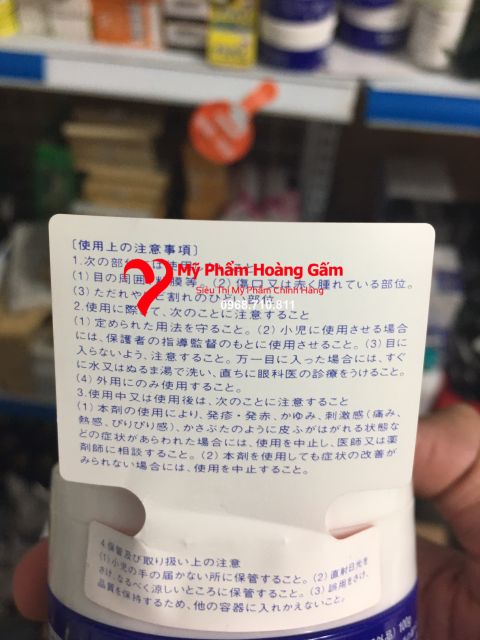 〔使用上の注意事項〕
1.次の部 は使用 こと
Mỹ Phẩm Hoàng Gấm
(1)目の周囲 膜等。(2)傷口又は赤く腫れている部位。
Siêu Thị Mỹ Phẩm Chính Hãng
(3)ただれや 割れのひどい部位
0968.710.811
2.使用に際して、次のことに注意すること
(1)定められた用法を守ること。(2)小児に使用させる場合
には、保護者の指導監督のもとに使用させること。(3)目に
入らないよう、注意すること。万一目に入った場合には、すぐ
に水又はぬるま湯で洗い、直ちに眼科医の診療をうけること。
(4)外用にのみ使用すること。
3.使用中又は使用後は、次のことに注意すること
(1)本剤の使用により、発疹・発赤、かゆみ、刺激感(痛み、
熱感、ぴりぴり感)、かさぶたのように皮ふがはがれる状態な
どの症状があらわれた場合には、使用を中止し、医師又は薬
剤師に相談すること。(2)本剤を使用しても症状の改善が
みられない場合には、使用を中止すること。
4.保管及び取り扱い上の注意
(1)小児の手の届かない所に保管すること。(2)直射日光を
さけ、なるべく涼しいところに保管すること。(3)誤用をさけ、
品質を保持するため、他の容器に入れかえないこと。
100g